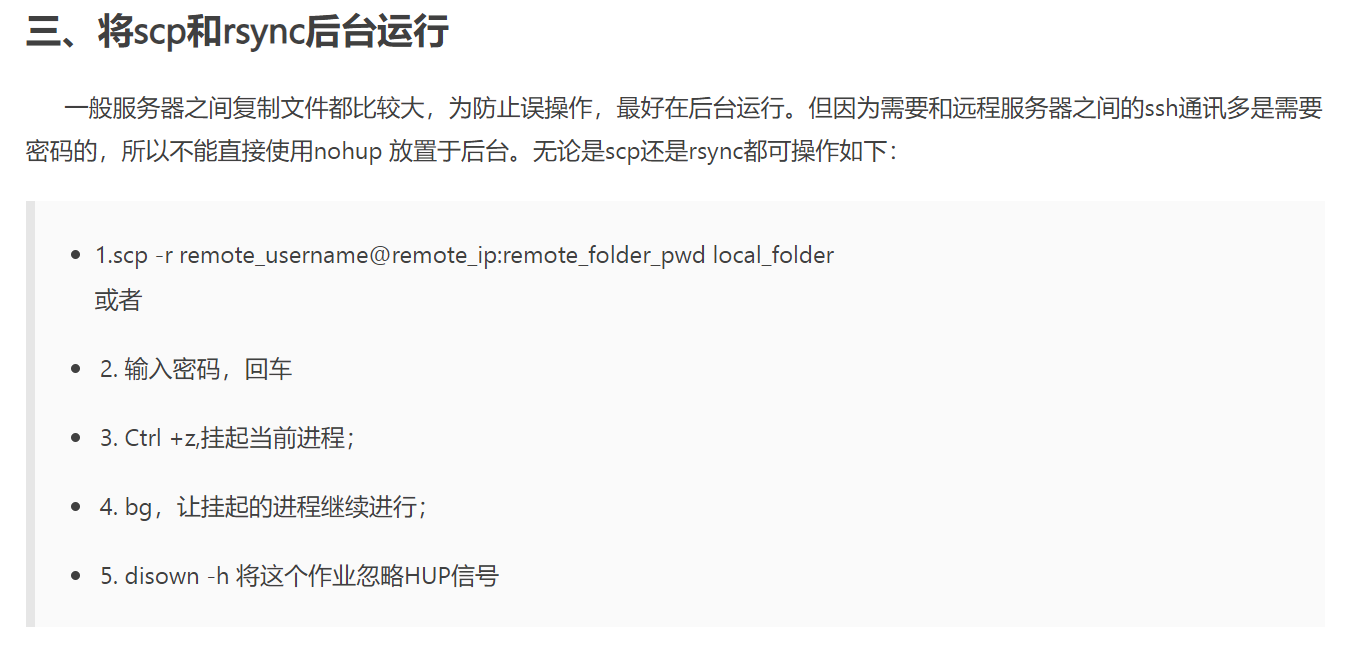 三、将scp和rsync后台运行
一般服务器之间复制文件都比较大，为防止误操作，最好在后台运行。但因为需要和远程服务器之间的ssh通讯多是需要
密码的，所以不能直接使用nohup 放置于后台。无论是scp还是rsync都可操作如下：
1.scp -r remote_username@remote_ip:remote_folder_pwd local_folder
或者
2. 输入密码，回车
3. Ctrl +z,挂起当前进程；
4. bg，让挂起的进程继续进行；
5. disown -h 将这个作业忽略HUP信号